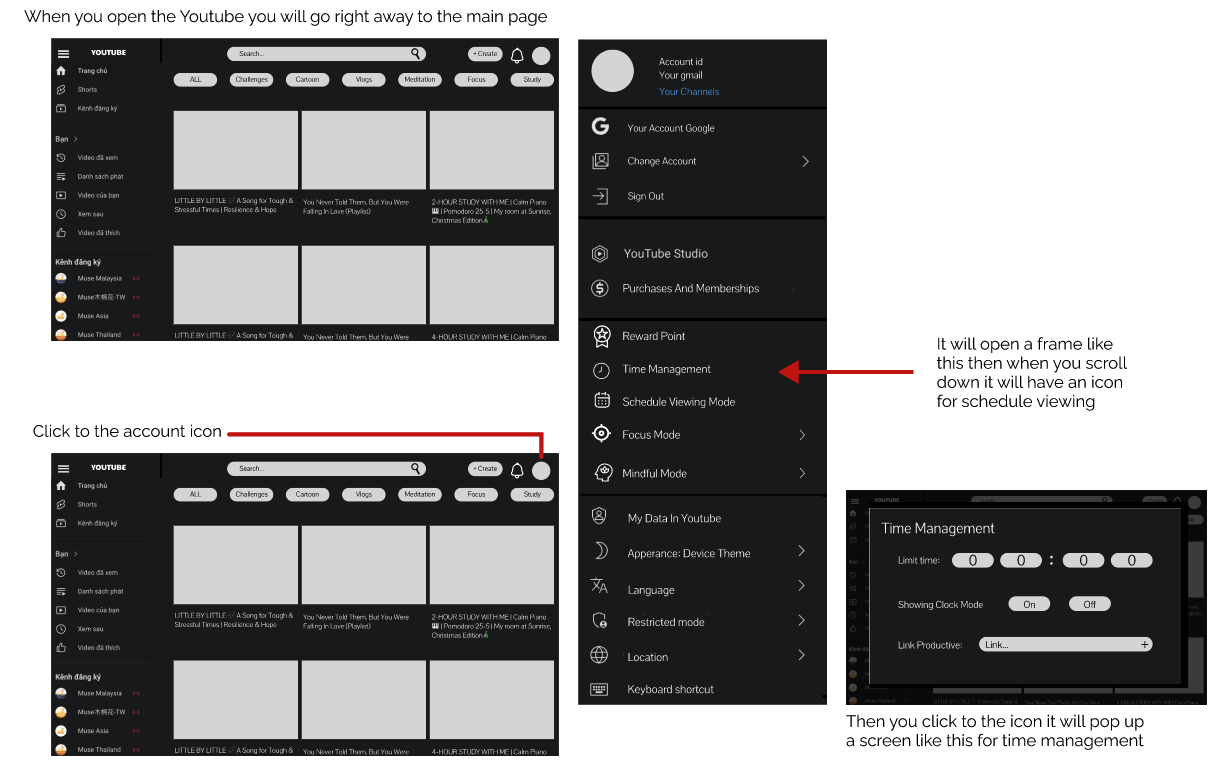 When you open the Youtube you will go right away to the main page
YOUTUBE
Search...
+ Create
Trang chủ
Shorts
Kênh đăng ký
ALL
Challenges
Cartoon
Vlogs
Meditation
Focus
Study
Bạn >
Video đã xem
Danh sách phát
Video của bạn
Xem sau
Video đã thích
Kênh đăng ký
Muse Malaysia
Muse木棉花-TW
Muse Asia
Muse Thailand
LITTLE BY LITTLE A Song for Tough &
Stressful Times | Resilience & Hope
You Never Told Them, But You Were
Falling In Love (Playlist)
2-HOUR STUDY WITH ME | Calm Piano
🎹 | Pomodoro 25-5 | My room at Sunrise,
Christmas Edition🎄
LITTLE BY LITTLE A Song for Tough &
You Never Told Them, But You Were
4-HOUR STUDY WITH ME | Calm Piano
Click to the account icon
YOUTUBE
Search...
+ Create
Trang chủ
Shorts
Kênh đăng ký
ALL
Challenges
Cartoon
Vlogs
Meditation
Focus
Study
Bạn >
Video đã xem
Danh sách phát
Video của bạn
Xem sau
Video đã thích
Kênh đăng ký
Muse Malaysia
Muse木棉花-TW
Muse Asia
Muse Thailand
LITTLE BY LITTLE A Song for Tough &
Stressful Times | Resilience & Hope
You Never Told Them, But You Were
Falling In Love (Playlist)
2-HOUR STUDY WITH ME | Calm Piano
🎹 | Pomodoro 25-5 | My room at Sunrise,
Christmas Edition🎄
LITTLE BY LITTLE A Song for Tough &
You Never Told Them, But You Were
4-HOUR STUDY WITH ME | Calm Piano
Account id
Your gmail
Your Channels
Your Account Google
Change Account
Sign Out
YouTube Studio
Purchases And Memberships
Reward Point
Time Management
Schedule Viewing Mode
Focus Mode
Mindful Mode
My Data In Youtube
Apperance: Device Theme
Language
Restricted mode
Location
Keyboard shortcut
It will open a frame like
this then when you scroll
down it will have an icon
for schedule viewing
YOUTUBE
Time Management
Limit time: 0 0 : 0 0
Showing Clock Mode On Off
Link Productive: Link... +
Then you click to the icon it will pop up
a screen like this for time management